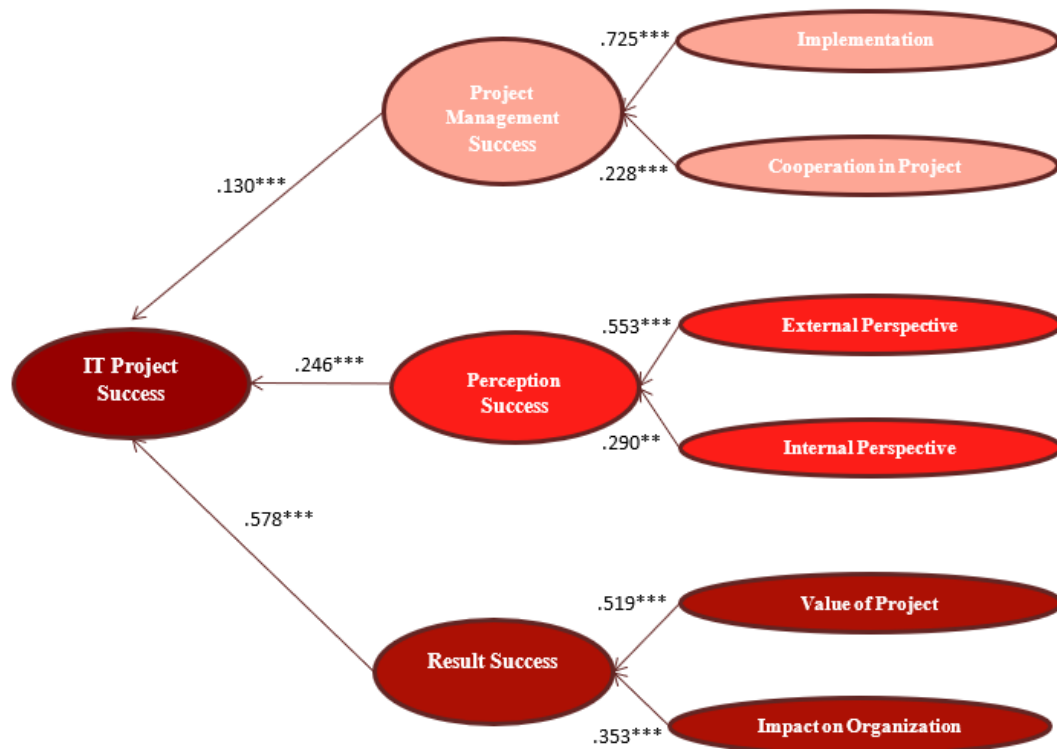 .725***
Implementation
Project
Management
Success
.228***
Cooperation in Project
.130***
.553***
External Perspective
IT Project
Success
.246***
Perception
Success
.290**
Internal Perspective
.578***
.519***
Value of Project
Result Success
.353***
Impact on Organization